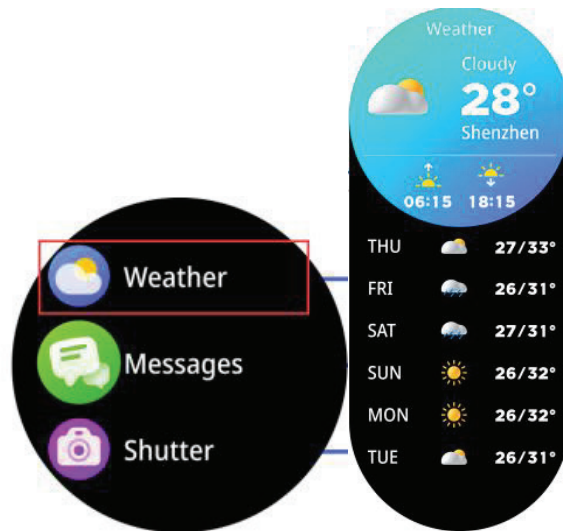 Weather
Messages
Shutter
Weather
Cloudy
28°
Shenzhen
06:15 18:15
THU 27/33°
FRI 26/31°
SAT 27/31°
SUN 26/32°
MON 26/32°
TUE 26/31°